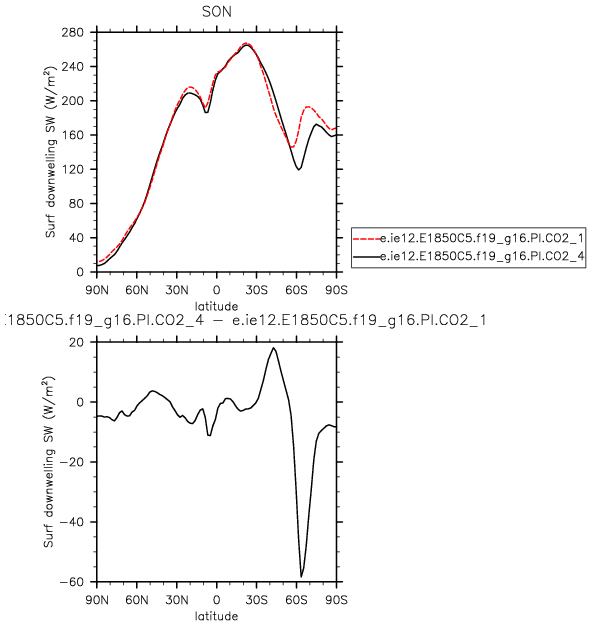 SON
Surf downwelling SW (W/m²)
280
240
200
160
120
80
40
0
90N 60N 30N 0 30S 60S 90S
latitude
e.ie12.E1850C5.f19_g16.PI.CO2_1
e.ie12.E1850C5.f19_g16.PI.CO2_4
.1850C5.f19_g16.PI.CO2_4 − e.ie12.E1850C5.f19_g16.PI.CO2_1
Surf downwelling SW (W/m²)
20
0
−20
−40
−60
90N 60N 30N 0 30S 60S 90S
latitude